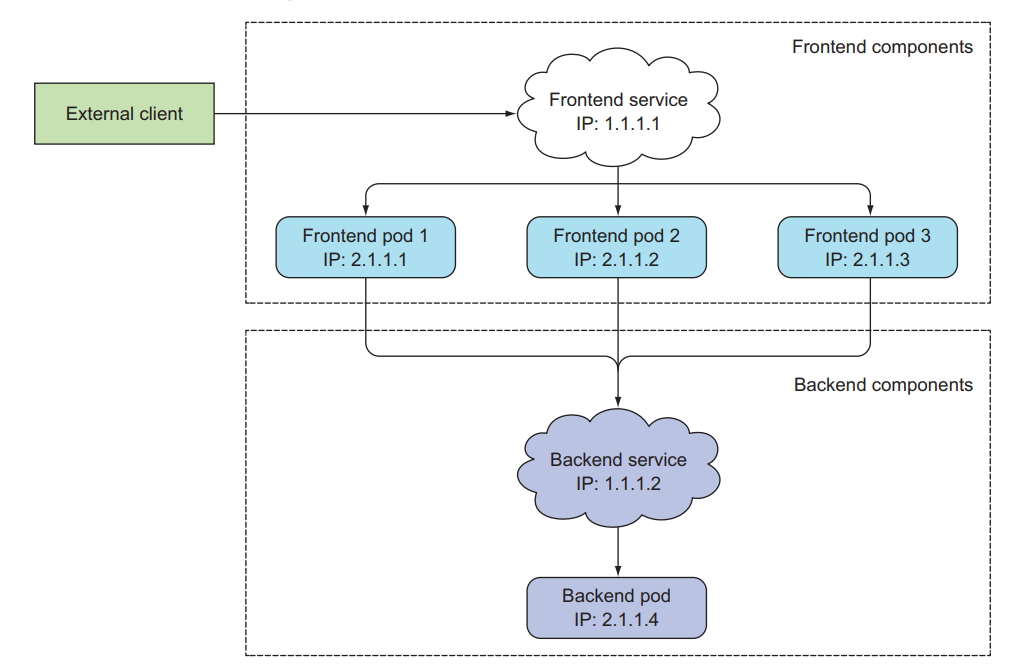 Frontend components
External client
Frontend service
IP: 1.1.1.1
Frontend pod 1
IP: 2.1.1.1
Frontend pod 2
IP: 2.1.1.2
Frontend pod 3
IP: 2.1.1.3
Backend components
Backend service
IP: 1.1.1.2
Backend pod
IP: 2.1.1.4